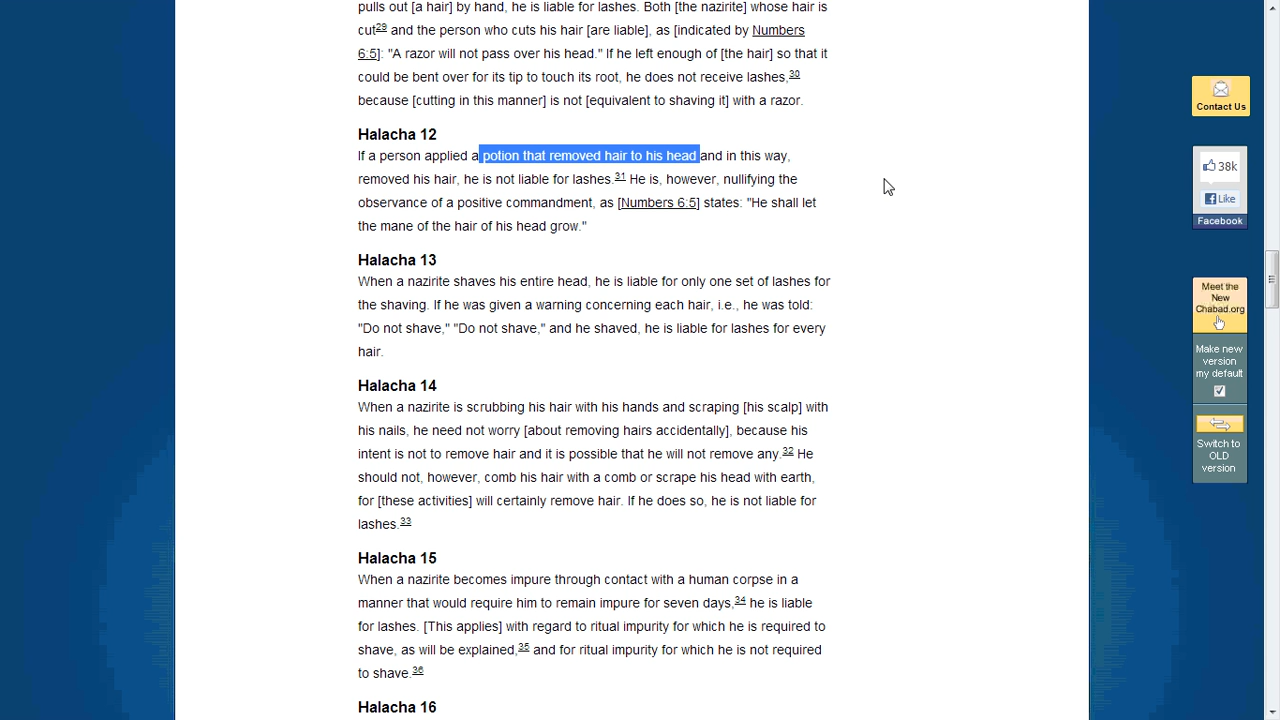 pulls out [a hair] by hand, he is liable for lashes. Both [the nazirite] whose hair is
cut29 and the person who cuts his hair [are liable], as [indicated by Numbers
6:5]: "A razor will not pass over his head." If he left enough of [the hair] so that it
could be bent over for its tip to touch its root, he does not receive lashes,30
because [cutting in this manner] is not [equivalent to shaving it] with a razor.
Halacha 12
If a person applied a potion that removed hair to his head and in this way,
removed his hair, he is not liable for lashes.31 He is, however, nullifying the
observance of a positive commandment, as [Numbers 6:5] states: "He shall let
the mane of the hair of his head grow."
Halacha 13
When a nazirite shaves his entire head, he is liable for only one set of lashes for
the shaving. If he was given a warning concerning each hair, i.e., he was told:
"Do not shave," "Do not shave," and he shaved, he is liable for lashes for every
hair.
Halacha 14
When a nazirite is scrubbing his hair with his hands and scraping [his scalp] with
his nails, he need not worry [about removing hairs accidentally], because his
intent is not to remove hair and it is possible that he will not remove any.32 He
should not, however, comb his hair with a comb or scrape his head with earth,
for [these activities] will certainly remove hair. If he does so, he is not liable for
lashes.33
Halacha 15
When a nazirite becomes impure through contact with a human corpse in a
manner that would require him to remain impure for seven days,34 he is liable
for lashes. [This applies] with regard to ritual impurity for which he is required to
shave, as will be explained,35 and for ritual impurity for which he is not required
to shave.36
Halacha 16
Contact Us
38k
Like
Facebook
Meet the
New
Chabad.org
Make new
version
my default
Switch to
OLD
version